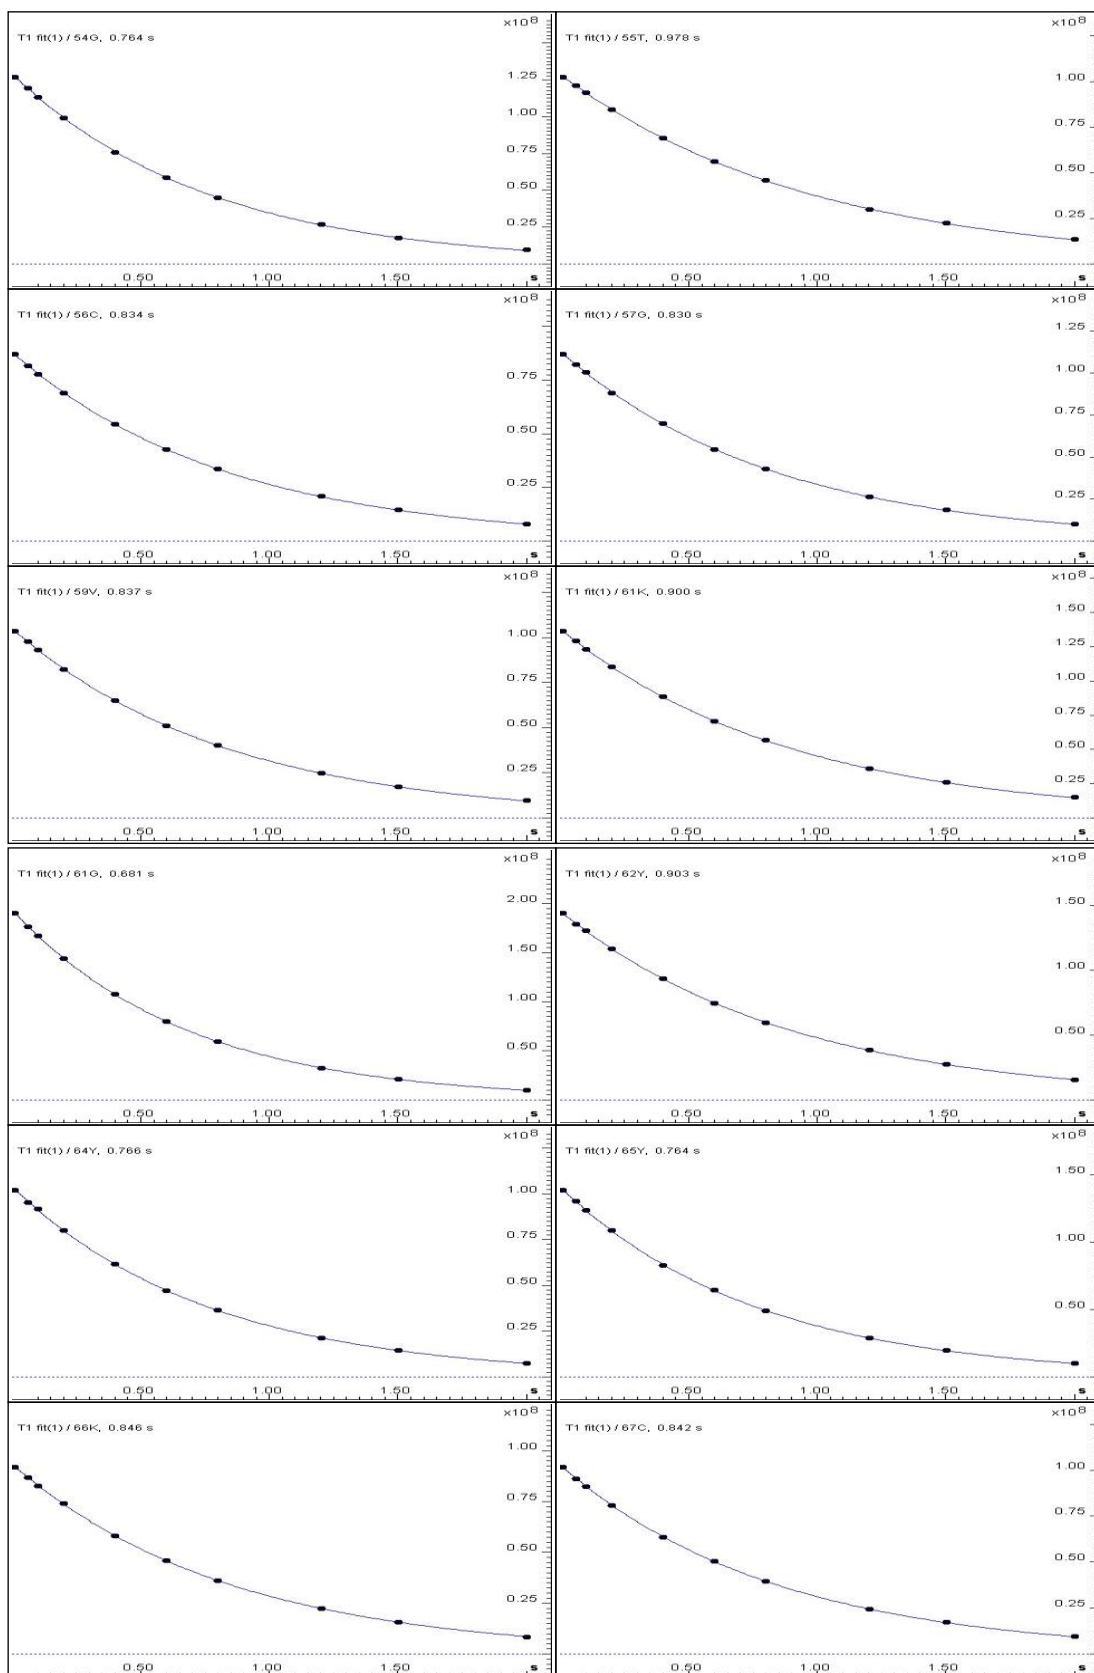 ×10⁸
T1 fit(1) / 54G, 0.764 s
1.25
1.00
0.75
0.50
0.25
0.50 1.00 1.50 s
×10⁸
T1 fit(1) / 55T, 0.978 s
1.00
0.75
0.50
0.25
0.50 1.00 1.50 s
×10⁸
T1 fit(1) / 56C, 0.834 s
0.75
0.50
0.25
0.50 1.00 1.50 s
×10⁸
T1 fit(1) / 57G, 0.830 s
1.25
1.00
0.75
0.50
0.25
0.50 1.00 1.50 s
×10⁸
T1 fit(1) / 59V, 0.837 s
1.00
0.75
0.50
0.25
0.50 1.00 1.50 s
×10⁸
T1 fit(1) / 61K, 0.900 s
1.50
1.25
1.00
0.75
0.50
0.25
0.50 1.00 1.50 s
×10⁸
T1 fit(1) / 61G, 0.681 s
2.00
1.50
1.00
0.50
0.50 1.00 1.50 s
×10⁸
T1 fit(1) / 62Y, 0.903 s
1.50
1.00
0.50
0.50 1.00 1.50 s
×10⁸
T1 fit(1) / 64Y, 0.766 s
1.00
0.75
0.50
0.25
0.50 1.00 1.50 s
×10⁸
T1 fit(1) / 65Y, 0.764 s
1.50
1.00
0.50
0.50 1.00 1.50 s
×10⁸
T1 fit(1) / 66K, 0.846 s
1.00
0.75
0.50
0.25
0.50 1.00 1.50 s
×10⁸
T1 fit(1) / 67C, 0.842 s
1.00
0.75
0.50
0.25
0.50 1.00 1.50 s